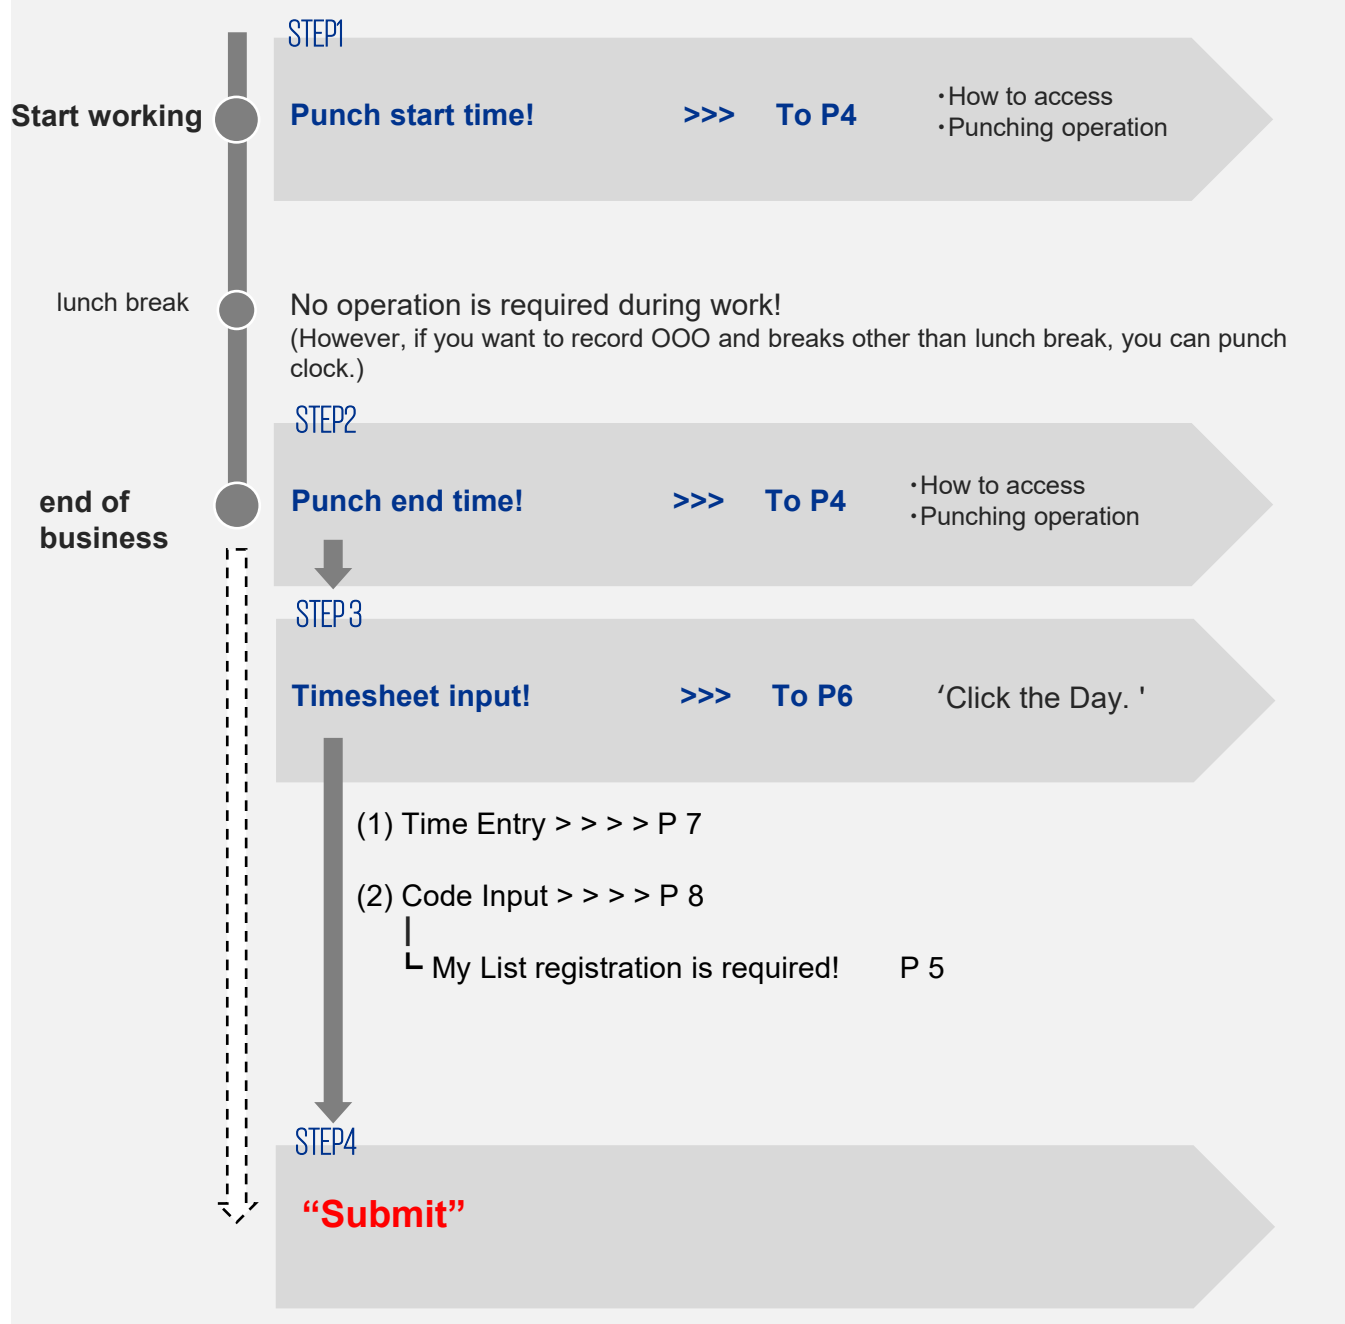 STEP1
Start working
Punch start time! >>> To P4
・How to access
・Punching operation
lunch break
No operation is required during work!
(However, if you want to record OOO and breaks other than lunch break, you can punch
clock.)
STEP2
end of
business
Punch end time! >>> To P4
・How to access
・Punching operation
STEP 3
Timesheet input! >>> To P6 ‘Click the Day. '
(1) Time Entry > > > > P 7
(2) Code Input > > > > P 8
My List registration is required! P 5
STEP4
“Submit”